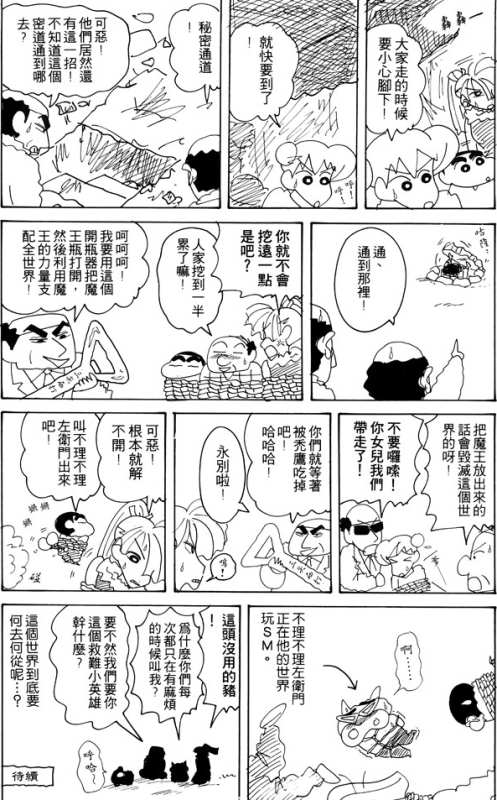 大家走的時候
要小心腳下!
就快要到了
!
秘密通道
!
可惡!
他們居然還
有這一招!
不知道這個
密道通到哪
去?
通、
通到那裡!
你就不會
挖遠一點
是吧?
人家挖到一半
累了嘛!
呵呵呵!
我要用這個
開瓶器把魔
王瓶打開,
然後利用魔
王的力量支
配全世界!
把魔王放出來的
話會毀滅這個世
界的呀!
不要囉嗦!
你女兒我們
帶走了!
你們就等著
被禿鷹吃掉
吧!
哈哈哈!
永別啦!
可惡!
根本就解
不開!
叫不理不理
左衛門出來
吧!
不理不理左衛門
正在他的世界
玩SM。
啊……
這頭沒用的豬
!
為什麼你們每
次都只在有麻煩
的時候叫我?
要不然我們要你
這個救難小英雄
幹什麼?
呼哈~
這個世界到底要
何去何從呢…?
待續